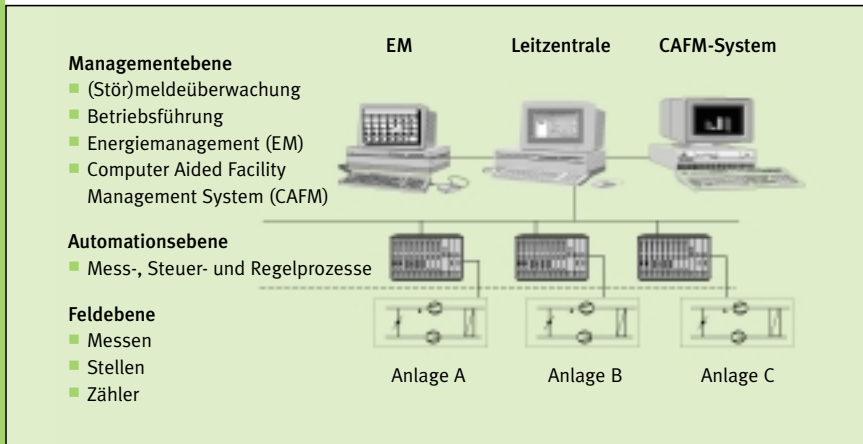 EM Leitzentrale CAFM-System
Managementebene
(Stör)meldeüberwachung
Betriebsführung
Energiemanagement (EM)
Computer Aided Facility
Management System (CAFM)
Automationsebene
Mess-, Steuer- und Regelprozesse
Feldebene
Messen
Stellen
Zähler
Anlage A Anlage B Anlage C